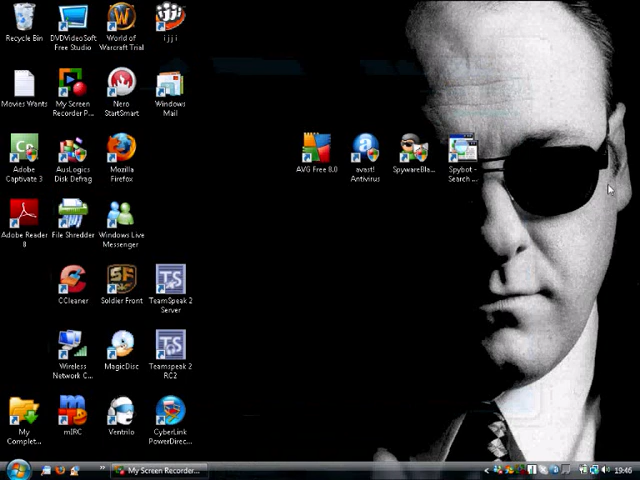 Recycle Bin
DVDVideoSoft
Free Studio
World of
Warcraft Trial
i j j i
Movies Wants
My Screen
Recorder P...
Nero
StartSmart
Windows
Mail
Adobe
Captivate 3
AusLogics
Disk Defrag
Mozilla
Firefox
AVG Free 8.0
avast!
Antivirus
SpywareBla...
Spybot -
Search ...
Adobe Reader
8
File Shredder
Windows Live
Messenger
CCleaner
Soldier Front
TeamSpeak 2
Server
Wireless
Network C...
MagicDisc
Teamspeak 2
RC2
My
Complet...
mIRC
Ventrilo
CyberLink
PowerDirec...
My Screen Recorder...
19:46